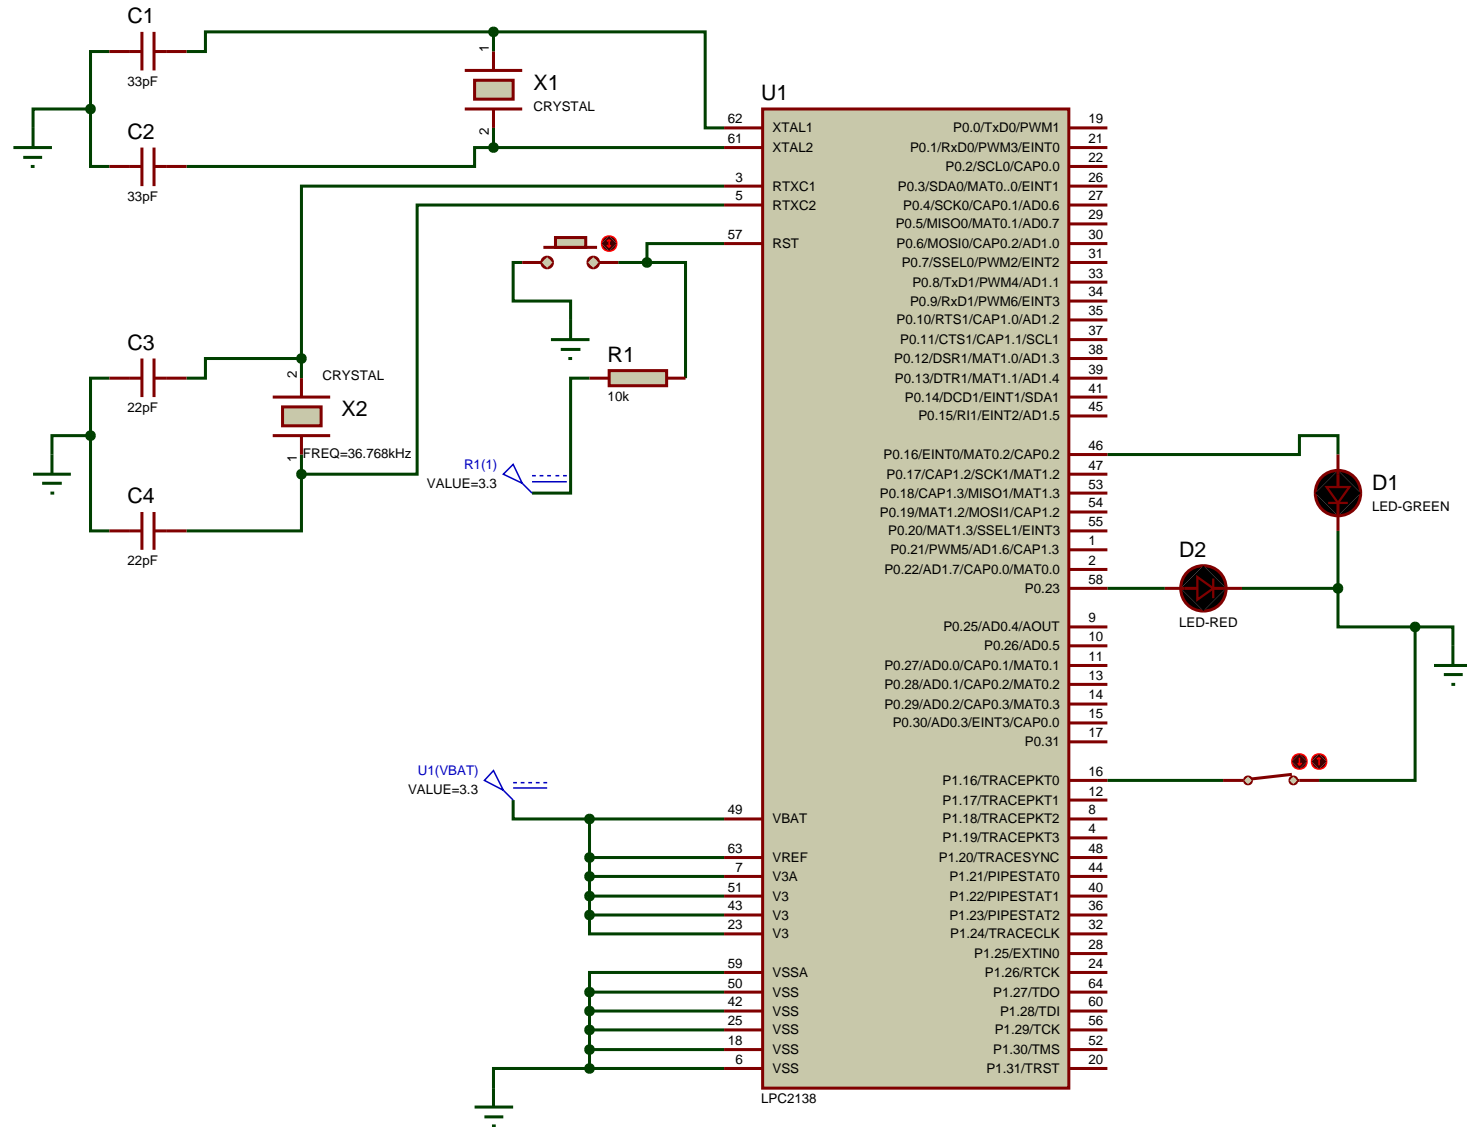 C1
33pF
C2
33pF
1
2
X1
CRYSTAL
C3
22pF
C4
22pF
2
1
CRYSTAL
X2
FREQ=36.768kHz
R1
10k
R1(1)
VALUE=3.3
U1(VBAT)
VALUE=3.3
U1
62 XTAL1
61 XTAL2
3 RTXC1
5 RTXC2
57 RST
49 VBAT
63 VREF
7 V3A
51 V3
43 V3
23 V3
59 VSSA
50 VSS
42 VSS
25 VSS
18 VSS
6 VSS
P0.0/TxD0/PWM1 19
P0.1/RxD0/PWM3/EINT0 21
P0.2/SCL0/CAP0.0 22
P0.3/SDA0/MAT0..0/EINT1 26
P0.4/SCK0/CAP0.1/AD0.6 27
P0.5/MISO0/MAT0.1/AD0.7 29
P0.6/MOSI0/CAP0.2/AD1.0 30
P0.7/SSEL0/PWM2/EINT2 31
P0.8/TxD1/PWM4/AD1.1 33
P0.9/RxD1/PWM6/EINT3 34
P0.10/RTS1/CAP1.0/AD1.2 35
P0.11/CTS1/CAP1.1/SCL1 37
P0.12/DSR1/MAT1.0/AD1.3 38
P0.13/DTR1/MAT1.1/AD1.4 39
P0.14/DCD1/EINT1/SDA1 41
P0.15/RI1/EINT2/AD1.5 45
P0.16/EINT0/MAT0.2/CAP0.2 46
P0.17/CAP1.2/SCK1/MAT1.2 47
P0.18/CAP1.3/MISO1/MAT1.3 53
P0.19/MAT1.2/MOSI1/CAP1.2 54
P0.20/MAT1.3/SSEL1/EINT3 55
P0.21/PWM5/AD1.6/CAP1.3 1
P0.22/AD1.7/CAP0.0/MAT0.0 2
P0.23 58
P0.25/AD0.4/AOUT 9
P0.26/AD0.5 10
P0.27/AD0.0/CAP0.1/MAT0.1 11
P0.28/AD0.1/CAP0.2/MAT0.2 13
P0.29/AD0.2/CAP0.3/MAT0.3 14
P0.30/AD0.3/EINT3/CAP0.0 15
P0.31 17
P1.16/TRACEPKT0 16
P1.17/TRACEPKT1 12
P1.18/TRACEPKT2 8
P1.19/TRACEPKT3 4
P1.20/TRACESYNC 48
P1.21/PIPESTAT0 44
P1.22/PIPESTAT1 40
P1.23/PIPESTAT2 36
P1.24/TRACECLK 32
P1.25/EXTIN0 28
P1.26/RTCK 24
P1.27/TDO 64
P1.28/TDI 60
P1.29/TCK 56
P1.30/TMS 52
P1.31/TRST 20
LPC2138
D1
LED-GREEN
D2
LED-RED